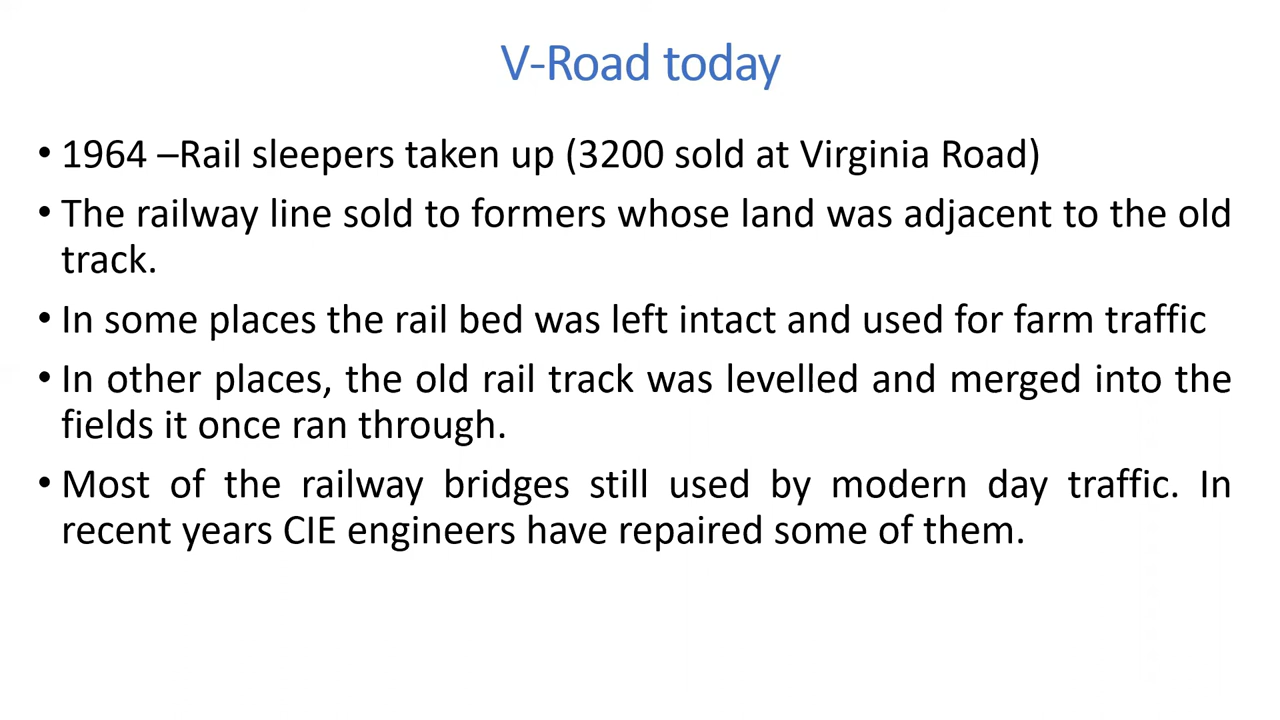 V-Road today
• 1964 –Rail sleepers taken up (3200 sold at Virginia Road)
• The railway line sold to formers whose land was adjacent to the old
track.
• In some places the rail bed was left intact and used for farm traffic
• In other places, the old rail track was levelled and merged into the
fields it once ran through.
• Most of the railway bridges still used by modern day traffic. In
recent years CIE engineers have repaired some of them.